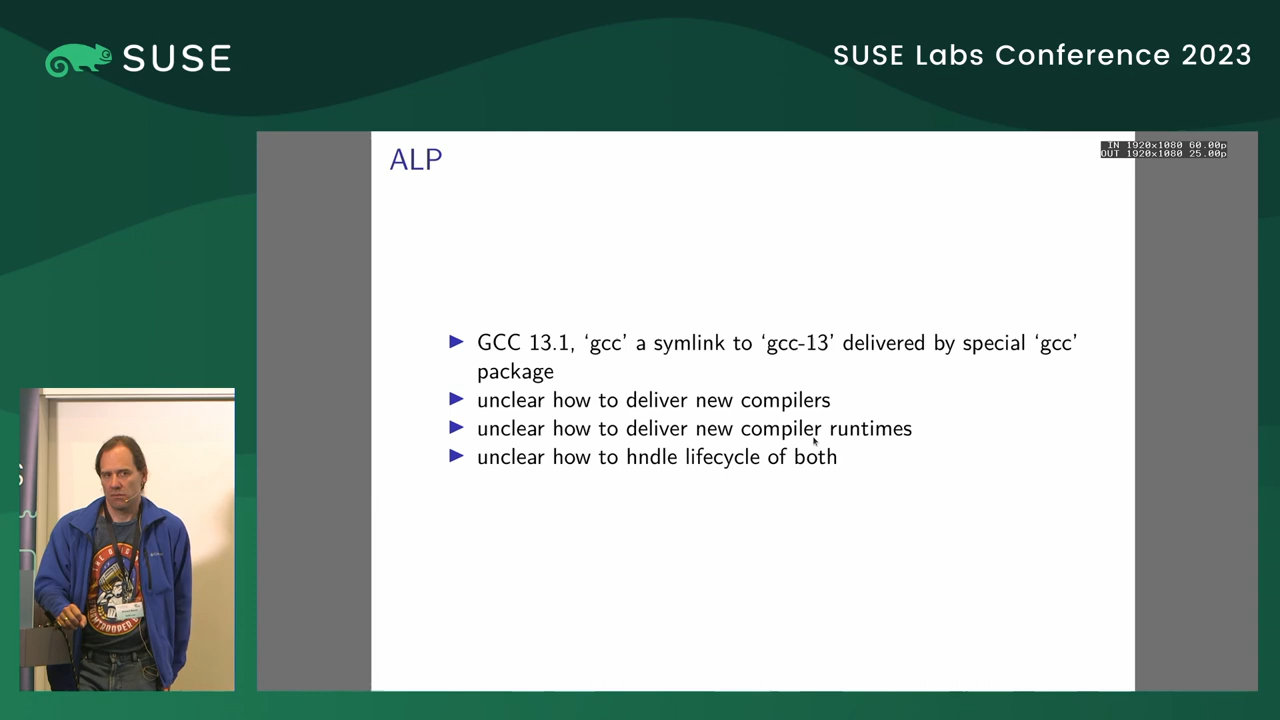 SUSE
SUSE Labs Conference 2023
IN 1920x1080 60.00p
OUT 1920x1080 25.00p
ALP
GCC 13.1, ‘gcc’ a symlink to ‘gcc-13’ delivered by special ‘gcc’
package
unclear how to deliver new compilers
unclear how to deliver new compiler runtimes
unclear how to hndle lifecycle of both